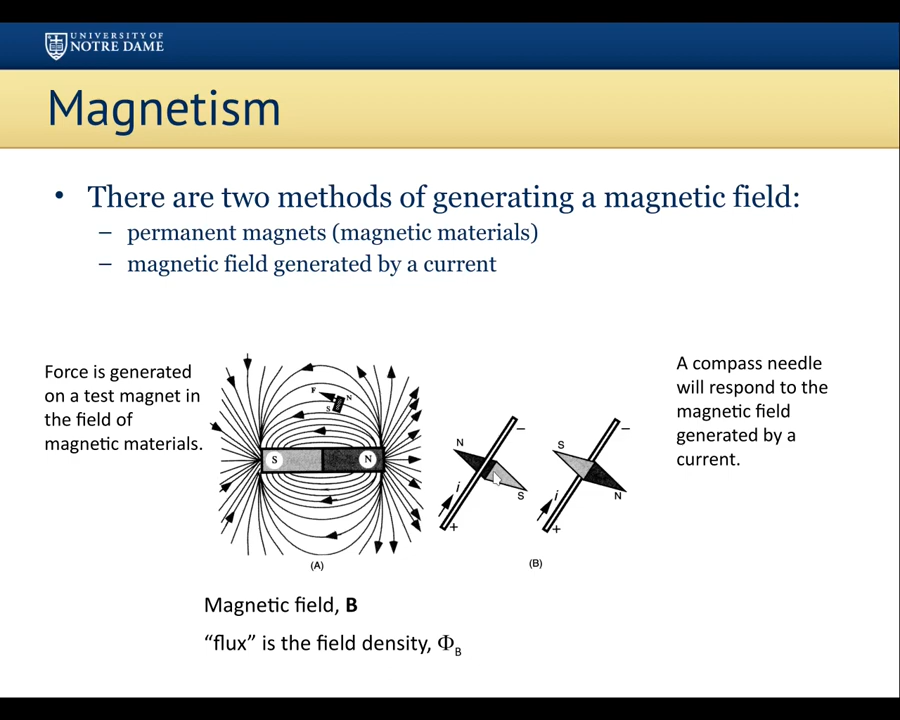 UNIVERSITY OF
NOTRE DAME
Magnetism
• There are two methods of generating a magnetic field:
– permanent magnets (magnetic materials)
– magnetic field generated by a current
Force is generated
on a test magnet in
the field of
magnetic materials.
F
N
S
S
N
(A)
N
S
i
+
–
S
N
i
+
–
(B)
A compass needle
will respond to the
magnetic field
generated by a
current.
Magnetic field, B
“flux” is the field density, ΦB